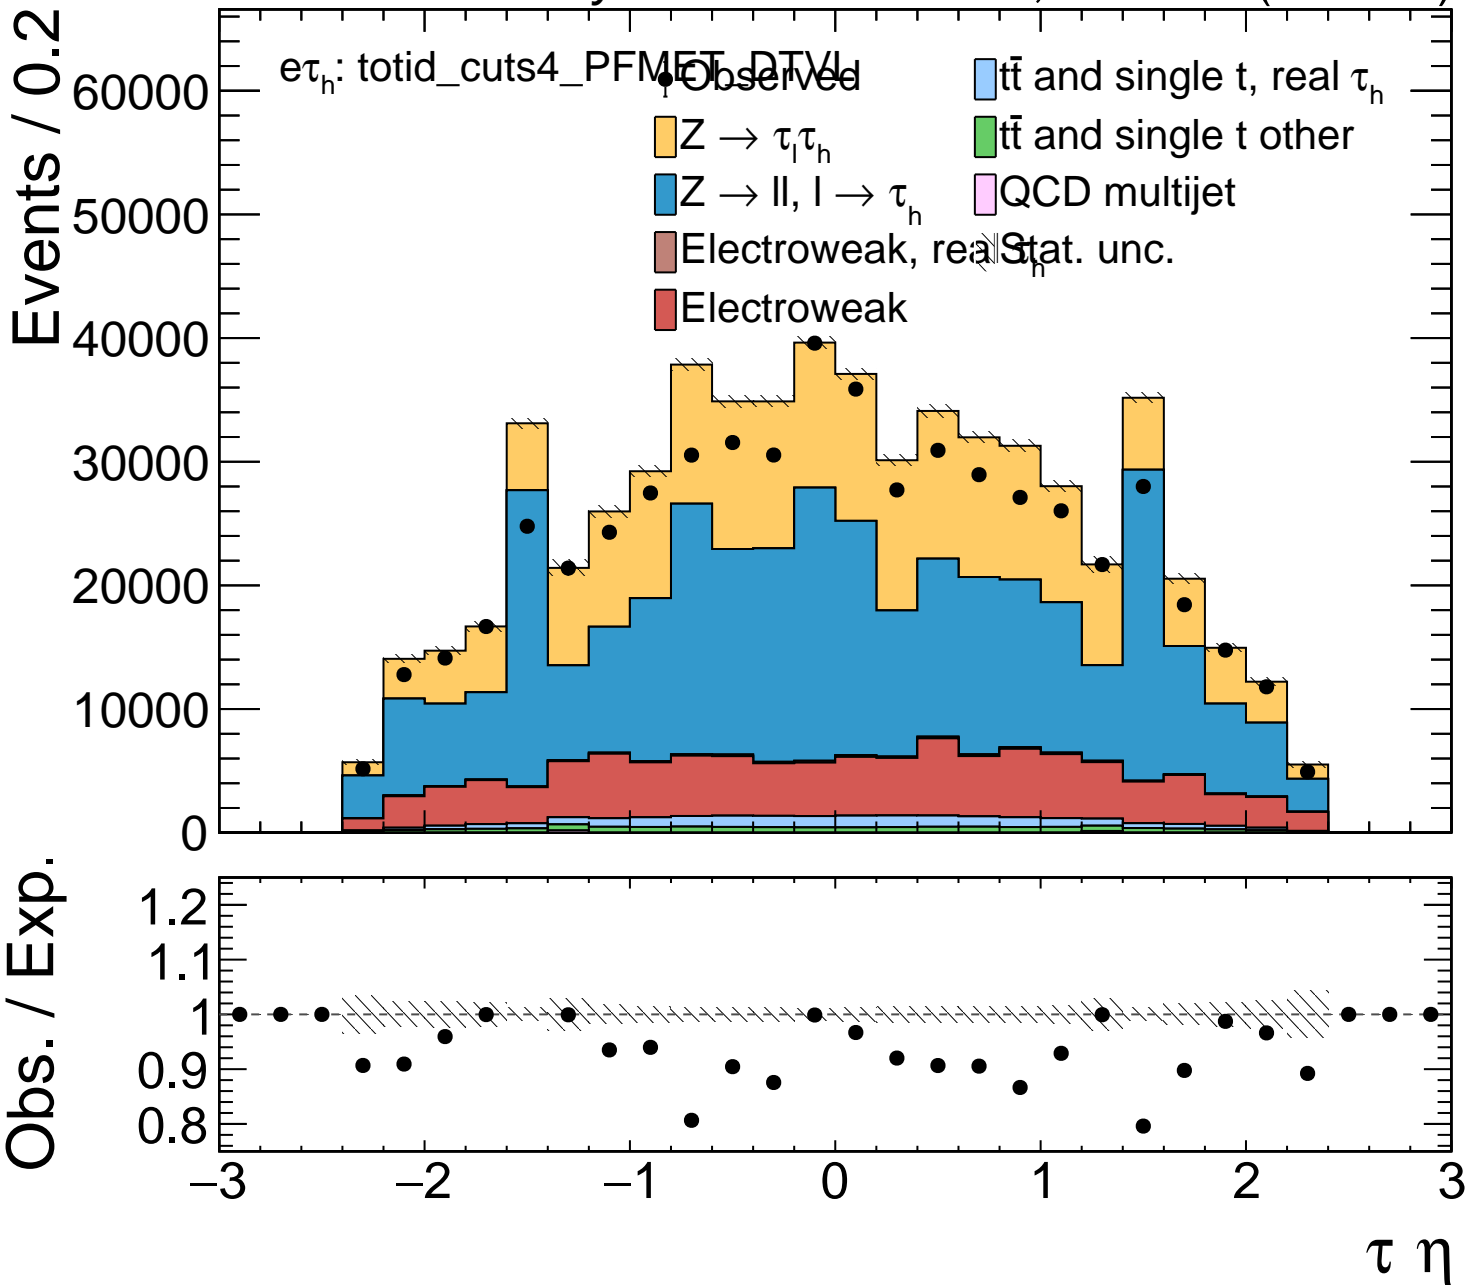 Events / 0.2
eτh: totid_cuts4_PFMET_DTVL
Observed
Z → τlτh
Z → ll, l → τh
Electroweak, real τh
Electroweak
tt̄ and single t, real τh
tt̄ and single t other
QCD multijet
Stat. unc.
60000
50000
40000
30000
20000
10000
0
Obs. / Exp.
1.2
1.1
1
0.9
0.8
−3 −2 −1 0 1 2 3
τ η